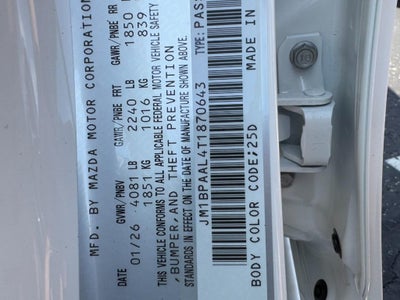 MFD. BY MAZDA MOTOR CORPORATION
DATE GVWR/PNBV GAWR/PNBE FRT GAWR/PNBE RR
01/26 4081 LB 2240 LB 1850
1851 KG 1016 KG 839
THIS VEHICLE CONFORMS TO ALL APPLICABLE FEDERAL MOTOR VEHICLE SAFETY
, BUMPER, AND THEFT PREVENTION
STANDARDS IN EFFECT ON THE DATE OF MANUFACTURE SHOWN ABOVE
JM1BPAAL4T1870643 TYPE: PAS
BODY COLOR CODE:25D MADE IN